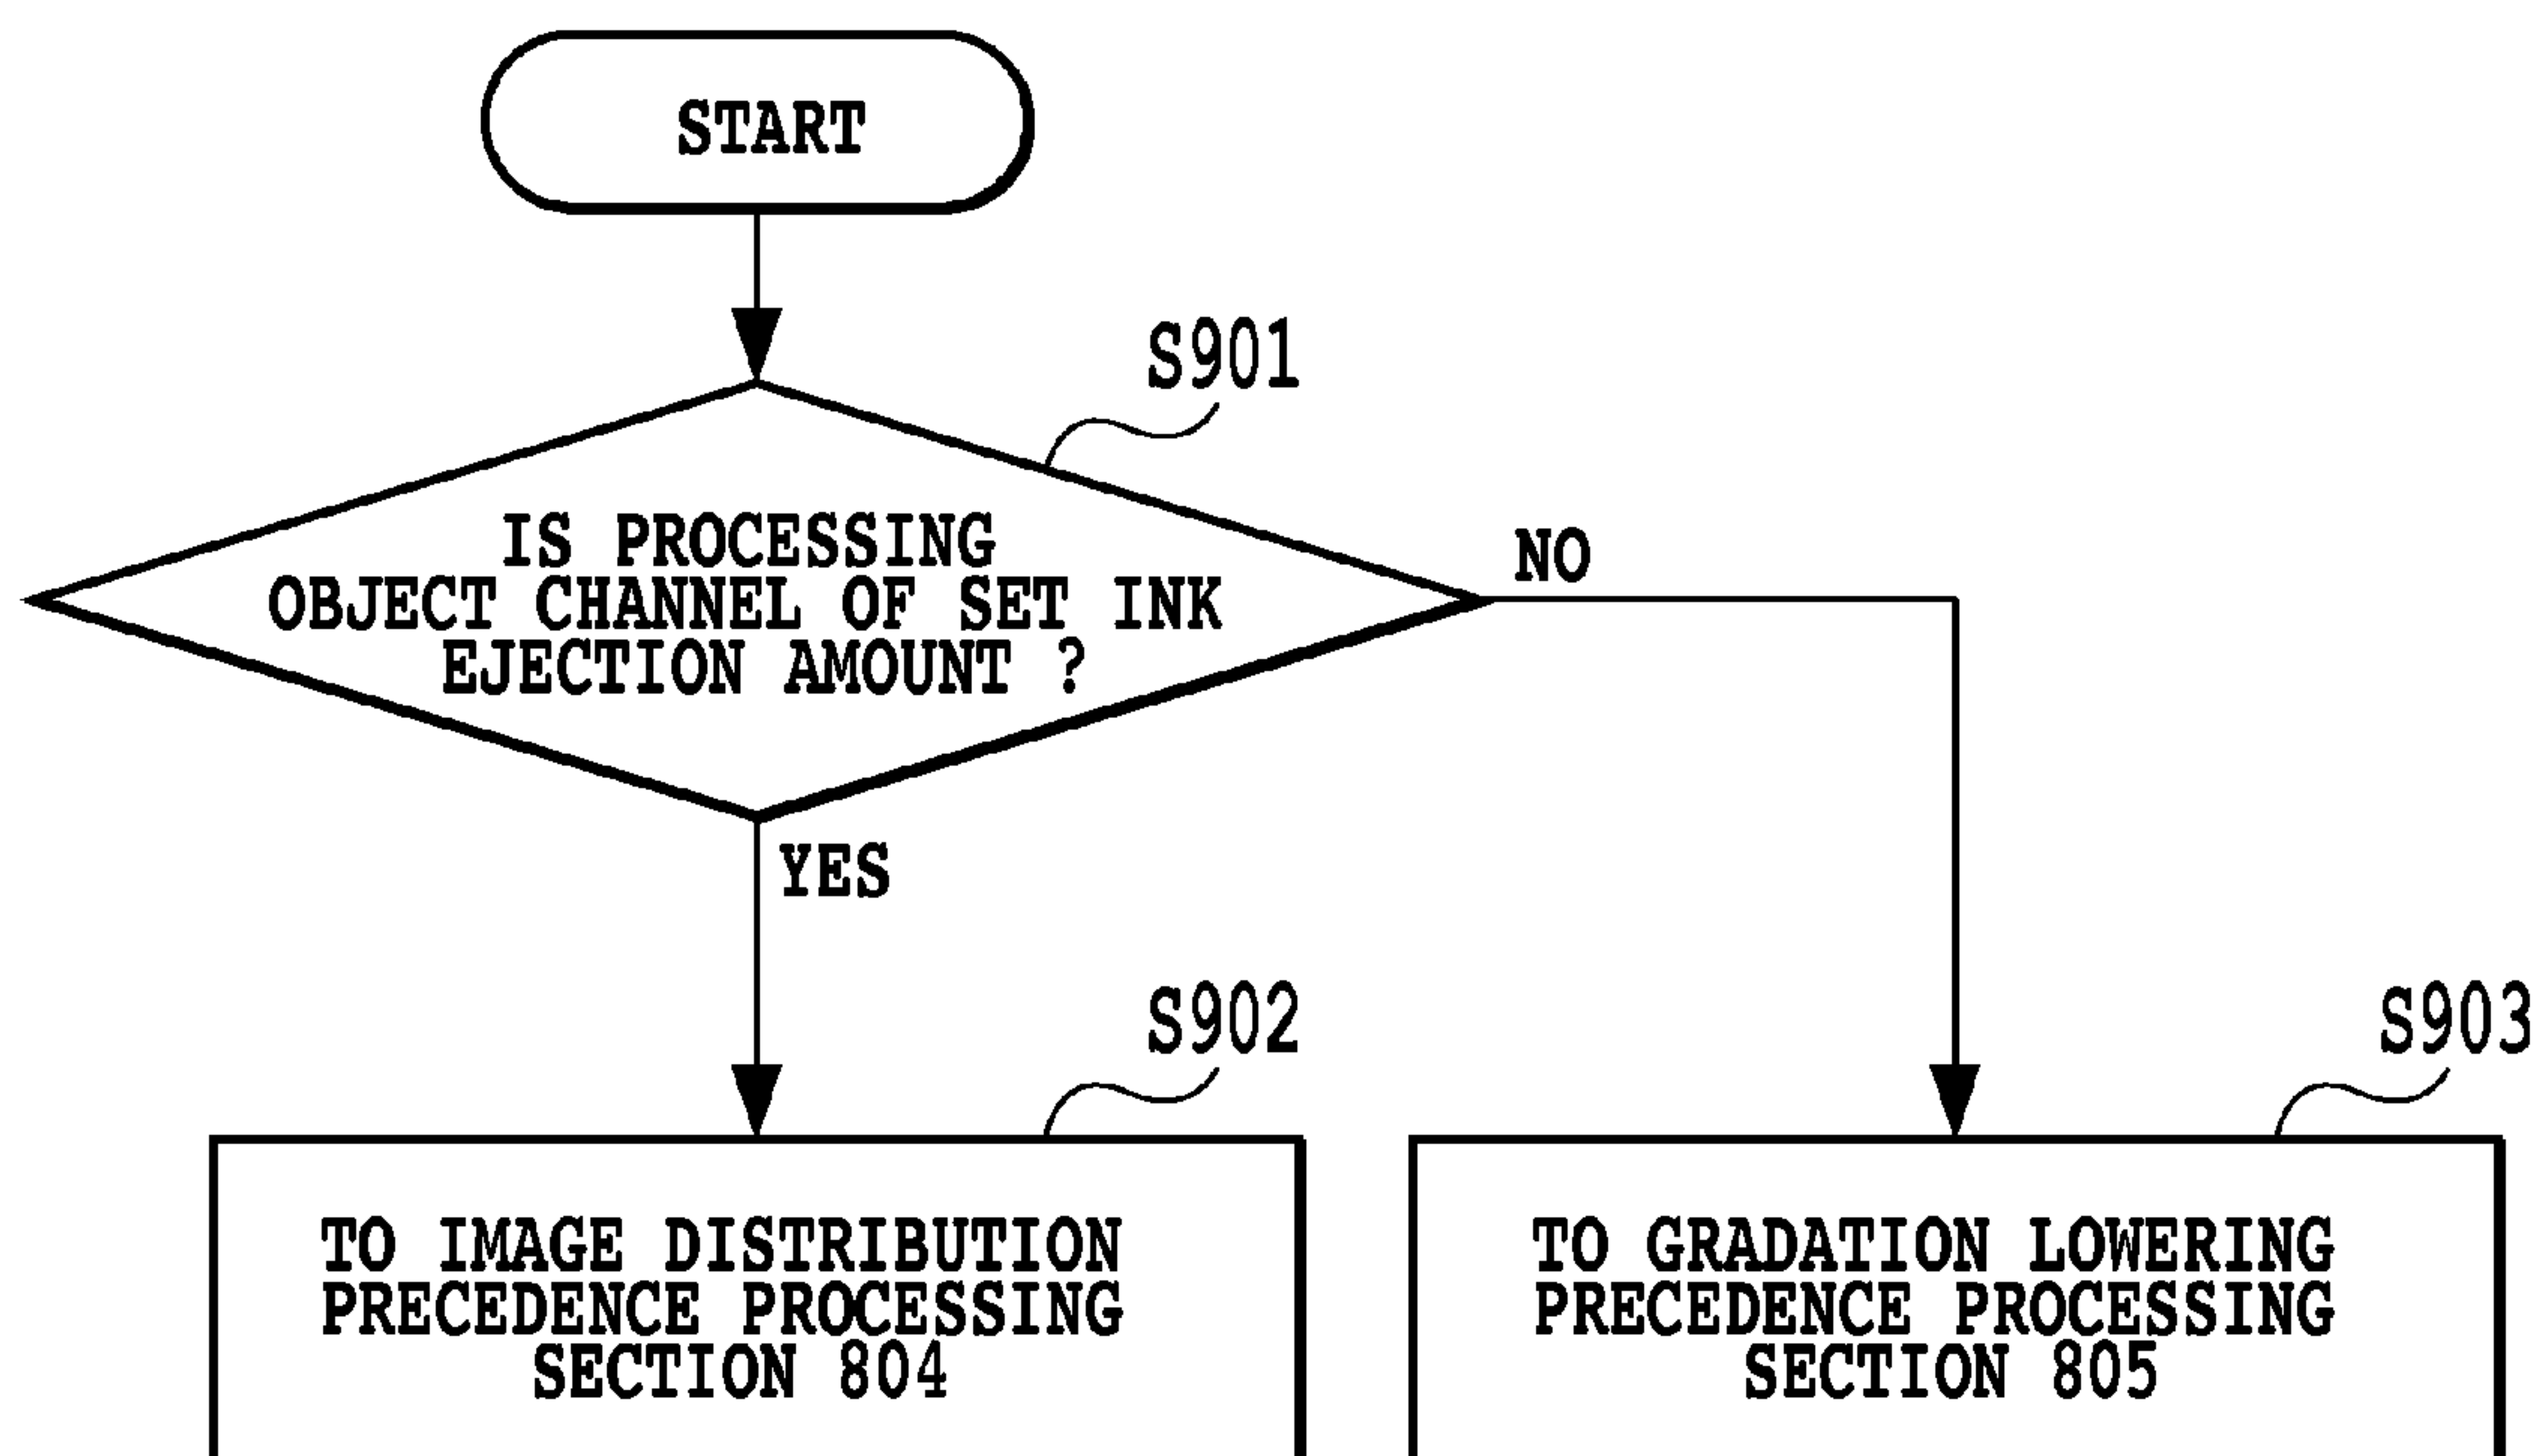 START
S901
IS PROCESSING
OBJECT CHANNEL OF SET INK
EJECTION AMOUNT ?
NO
YES
S902
S903
TO IMAGE DISTRIBUTION
PRECEDENCE PROCESSING
SECTION 804
TO GRADATION LOWERING
PRECEDENCE PROCESSING
SECTION 805